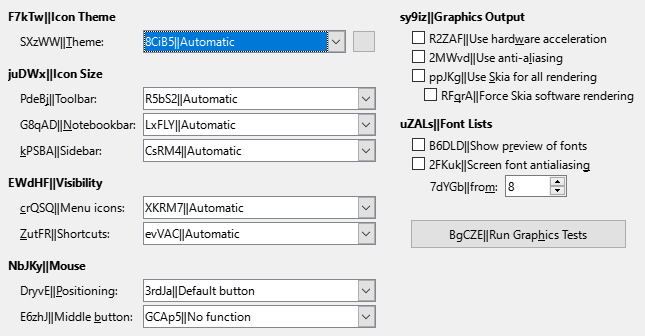 F7kTw||Icon Theme
SXzWW||Theme: 8CiB5||Automatic
juDWx||Icon Size
PdeBj||Toolbar: R5bS2||Automatic
G8qAD||Notebookbar: LxFLY||Automatic
kPSBA||Sidebar: CsRM4||Automatic
EWdHF||Visibility
crQSQ||Menu icons: XKRM7||Automatic
ZutFR||Shortcuts: evVAC||Automatic
NbJKy||Mouse
DryvE||Positioning: 3rdJa||Default button
E6zhJ||Middle button: GCAp5||No function
sy9iz||Graphics Output
R2ZAF||Use hardware acceleration
2MWvd||Use anti-aliasing
ppJKg||Use Skia for all rendering
RFqrA||Force Skia software rendering
uZALs||Font Lists
B6DLD||Show preview of fonts
2FKuk||Screen font antialiasing
7dYGb||from: 8
BgCZE||Run Graphics Tests